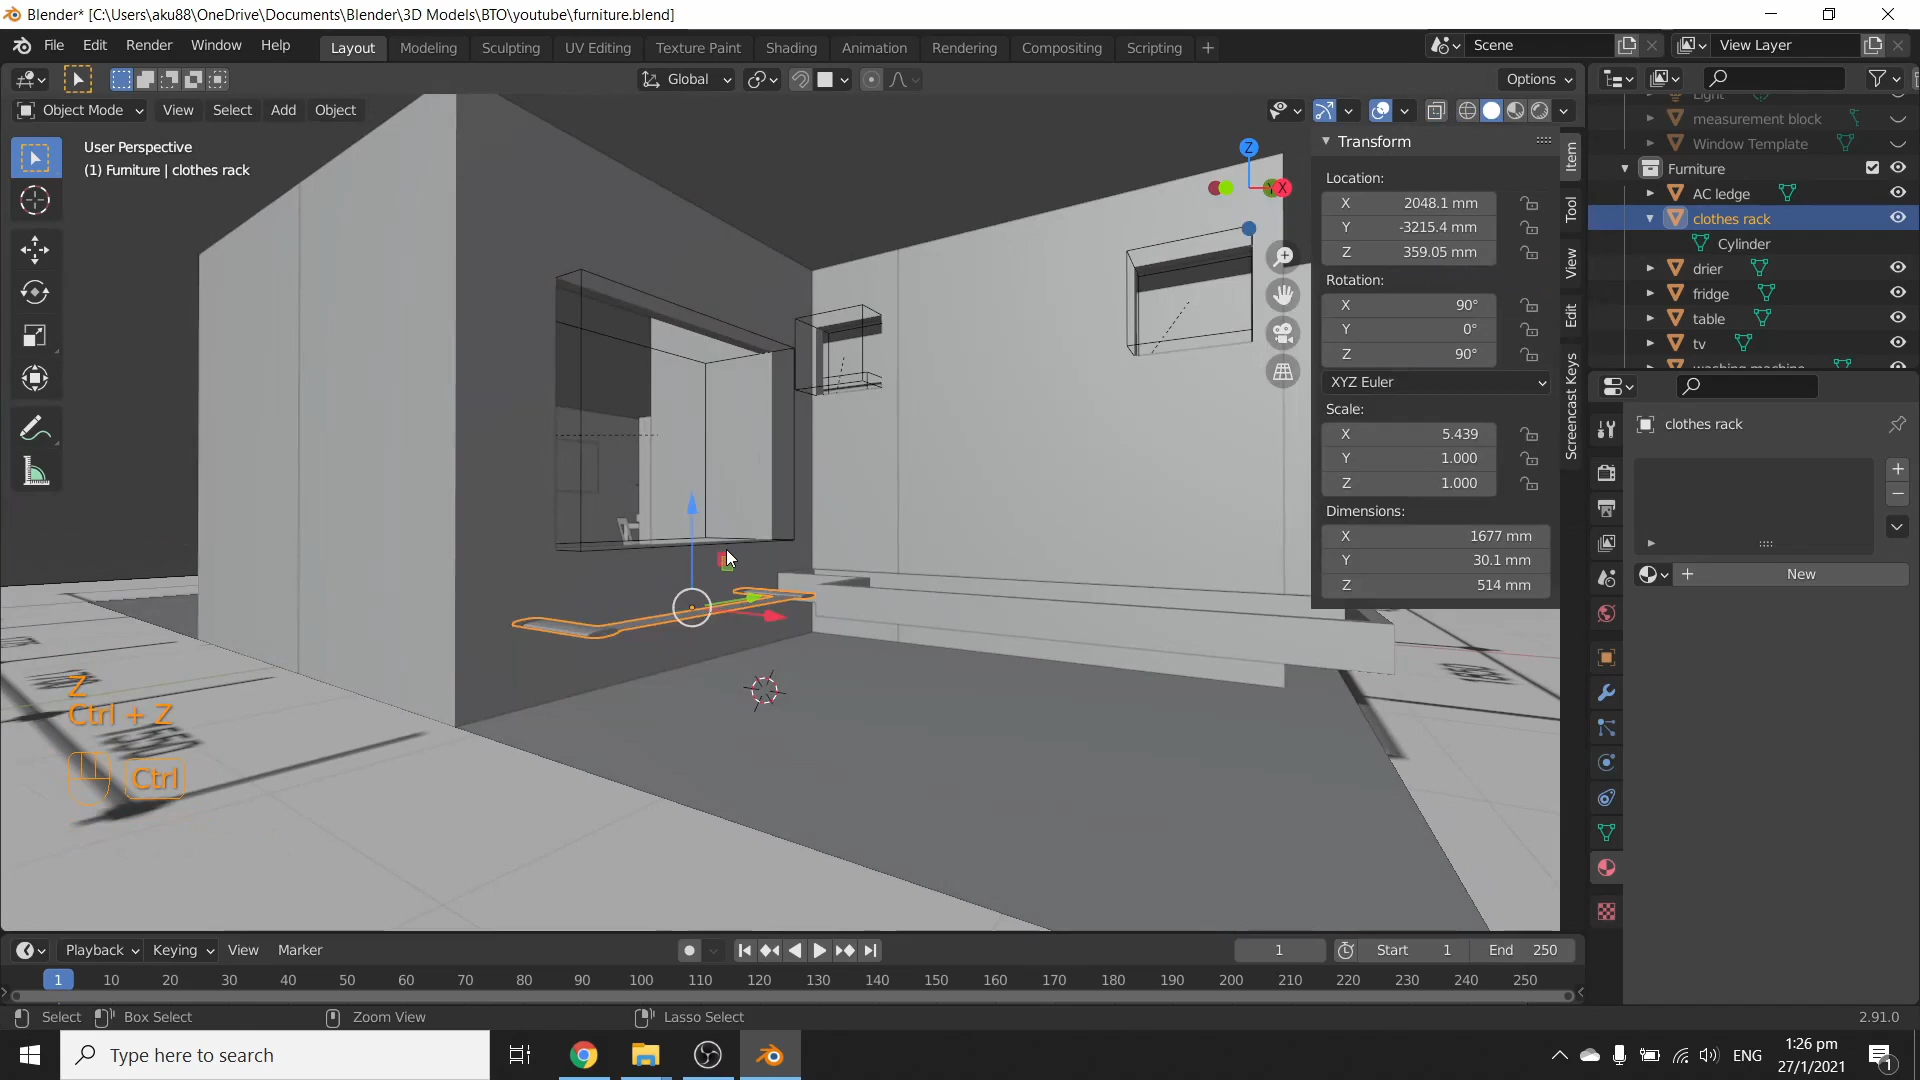 Blender* [C:\Users\aku88\OneDrive\Documents\Blender\3D Models\BTO\youtube\furniture.blend]
File Edit Render Window Help Layout Modeling Sculpting UV Editing Texture Paint Shading Animation Rendering Compositing Scripting + Scene View Layer
Global Options
Object Mode View Select Add Object
User Perspective
(1) Furniture | clothes rack
Z
X
Transform
Location:
X 2048.1 mm
Y -3215.4 mm
Z 359.05 mm
Rotation:
X 90°
Y 0°
Z 90°
XYZ Euler
Scale:
X 5.439
Y 1.000
Z 1.000
Dimensions:
X 1677 mm
Y 30.1 mm
Z 514 mm
Item
Tool
View
Edit
Screencast Keys
Light
measurement block
Window Template
Furniture
AC ledge
clothes rack
Cylinder
drier
fridge
table
tv
washing machine
clothes rack
+ New
Z
Ctrl + Z
Ctrl
Playback Keying View Marker 1 Start 1 End 250
1 10 20 30 40 50 60 70 80 90 100 110 120 130 140 150 160 170 180 190 200 210 220 230 240 250
Select Box Select Zoom View Lasso Select 2.91.0
Type here to search
ENG
1:26 pm
27/1/2021
1